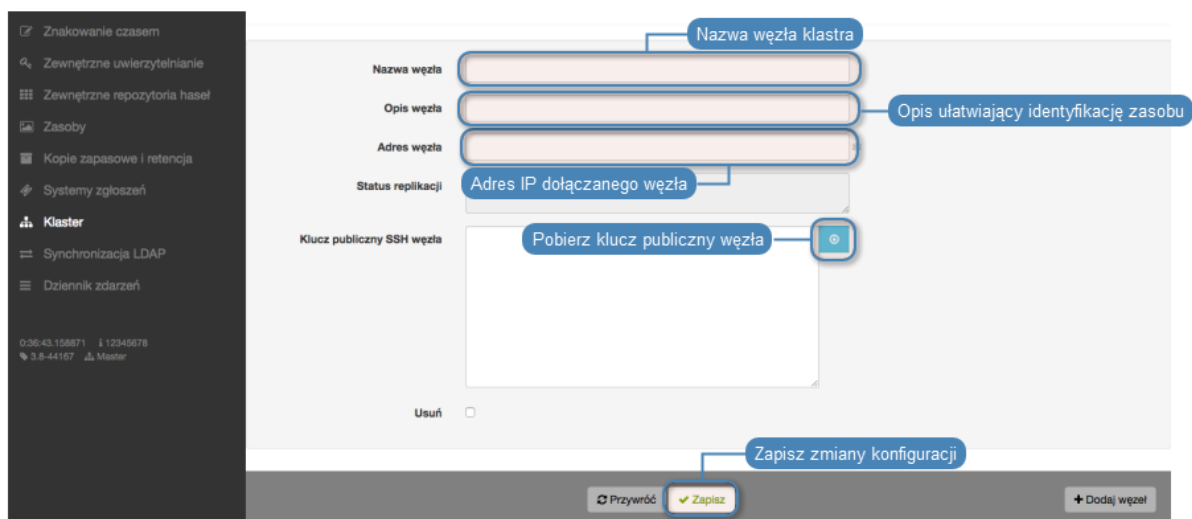 Znakowanie czasem
Zewnętrzne uwierzytelnianie
Zewnętrzne repozytoria haseł
Zasoby
Kopie zapasowe i retencja
Systemy zgłoszeń
Klaster
Synchronizacja LDAP
Dziennik zdarzeń
0:36:43.158871 12345678
3.8-44167 Master
Nazwa węzła klastra
Nazwa węzła
Opis węzła
Opis ułatwiający identyfikację zasobu
Adres węzła
Status replikacji
Adres IP dołączanego węzła
Klucz publiczny SSH węzła
Pobierz klucz publiczny węzła
Usuń
Zapisz zmiany konfiguracji
Przywróć
Zapisz
Dodaj węzeł